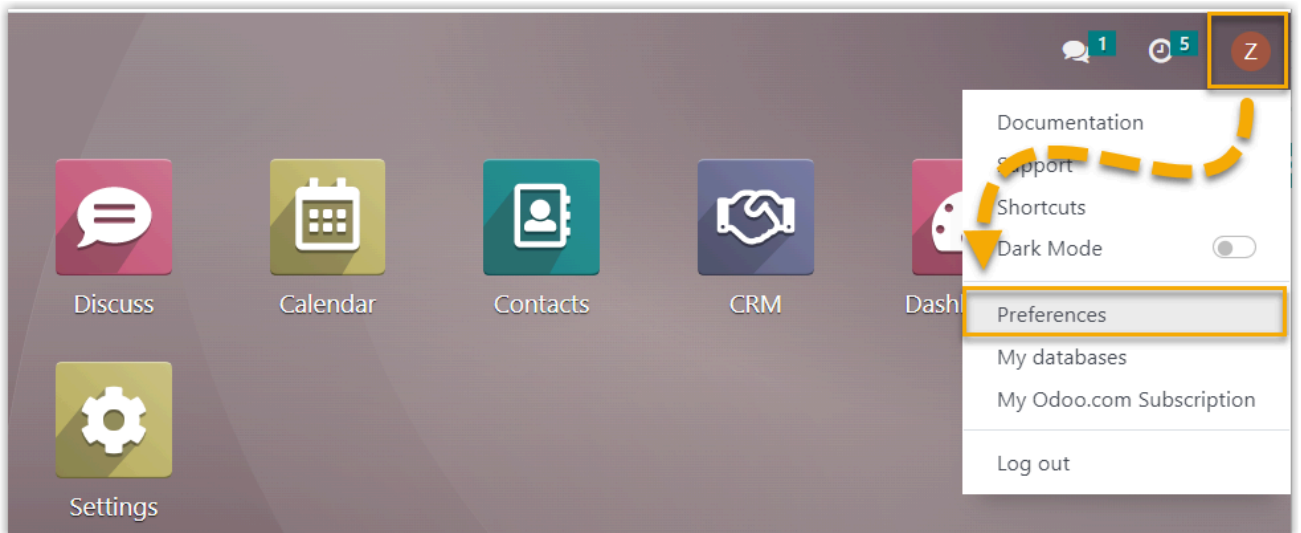 1 5 Z
Documentation
Support
Shortcuts
Dark Mode
Discuss Calendar Contacts CRM
Preferences
My databases
My Odoo.com Subscription
Log out
Settings